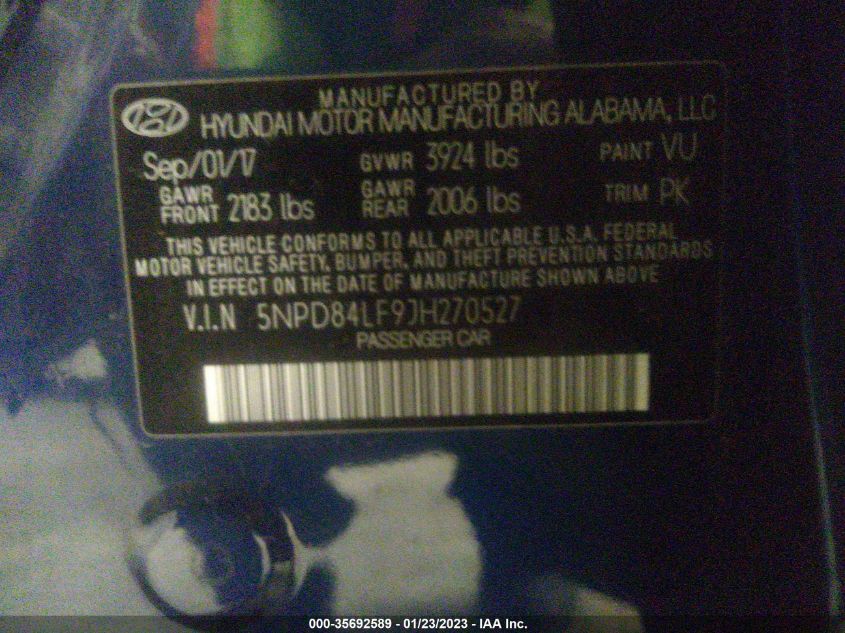 MANUFACTURED BY
HYUNDAI MOTOR MANUFACTURING ALABAMA, LLC
Sep/01/17 GVWR 3924 lbs PAINT VU
GAWR FRONT 2183 lbs GAWR REAR 2006 lbs TRIM PK
THIS VEHICLE CONFORMS TO ALL APPLICABLE U.S.A. FEDERAL
MOTOR VEHICLE SAFETY, BUMPER, AND THEFT PREVENTION STANDARDS
IN EFFECT ON THE DATE OF MANUFACTURE SHOWN ABOVE
V.I.N 5NPD84LF9JH270527
PASSENGER CAR
000-35692589 - 01/23/2023 - IAA Inc.